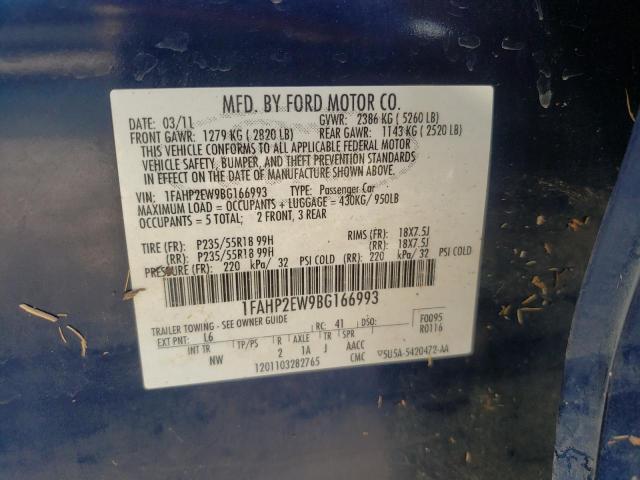 MFD. BY FORD MOTOR CO.
DATE: 03/11 GVWR: 2386 KG ( 5260 LB)
FRONT GAWR: 1279 KG ( 2820 LB) REAR GAWR: 1143 KG ( 2520 LB)
THIS VEHICLE CONFORMS TO ALL APPLICABLE FEDERAL MOTOR
VEHICLE SAFETY, BUMPER, AND THEFT PREVENTION STANDARDS
IN EFFECT ON THE DATE OF MANUFACTURE SHOWN ABOVE.
VIN: 1FAHP2EW9BG166993 TYPE: Passenger Car
MAXIMUM LOAD = OCCUPANTS + LUGGAGE = 430KG/ 950LB
OCCUPANTS = 5 TOTAL; 2 FRONT, 3 REAR
TIRE (FR): P235/55R18 99H RIMS (FR): 18X7.5J
(RR): P235/55R18 99H (RR): 18X7.5J
PRESSURE (FR): 220 kPa/ 32 PSI COLD (RR): 220 kPa/ 32 PSI COLD
1FAHP2EW9BG166993
TRAILER TOWING - SEE OWNER GUIDE RC: 41 DSO: F0095
EXT PNT: L6 R0116
INT TR TP/PS R AXLE TR SPR
NW 2 1A J AACC
1201103282765 CMC ▽5U5A-5420472-AA